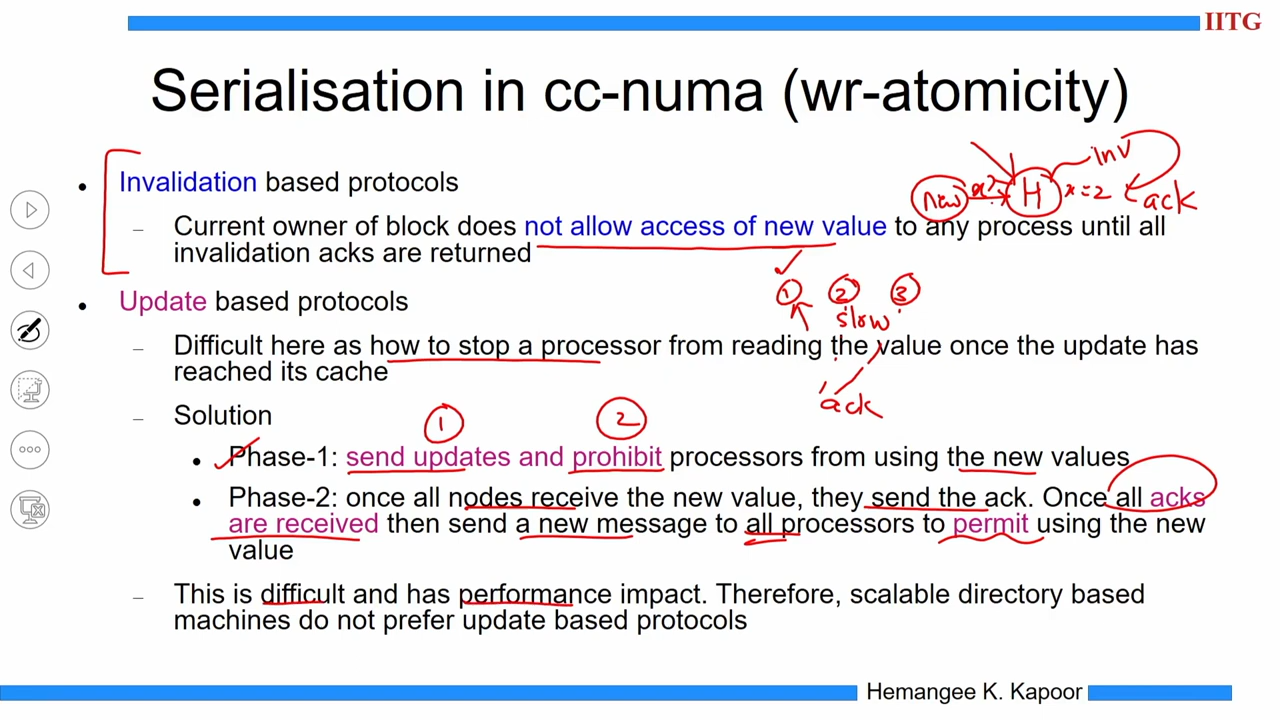 IITG
Serialisation in cc-numa (wr-atomicity)
inv
new x? H x=2 ack
• Invalidation based protocols
– Current owner of block does not allow access of new value to any process until all
invalidation acks are returned
1 2 3
slow
• Update based protocols
– Difficult here as how to stop a processor from reading the value once the update has
reached its cache
ack
– Solution
1 2
• Phase-1: send updates and prohibit processors from using the new values
• Phase-2: once all nodes receive the new value, they send the ack. Once all acks
are received then send a new message to all processors to permit using the new
value
– This is difficult and has performance impact. Therefore, scalable directory based
machines do not prefer update based protocols
Hemangee K. Kapoor